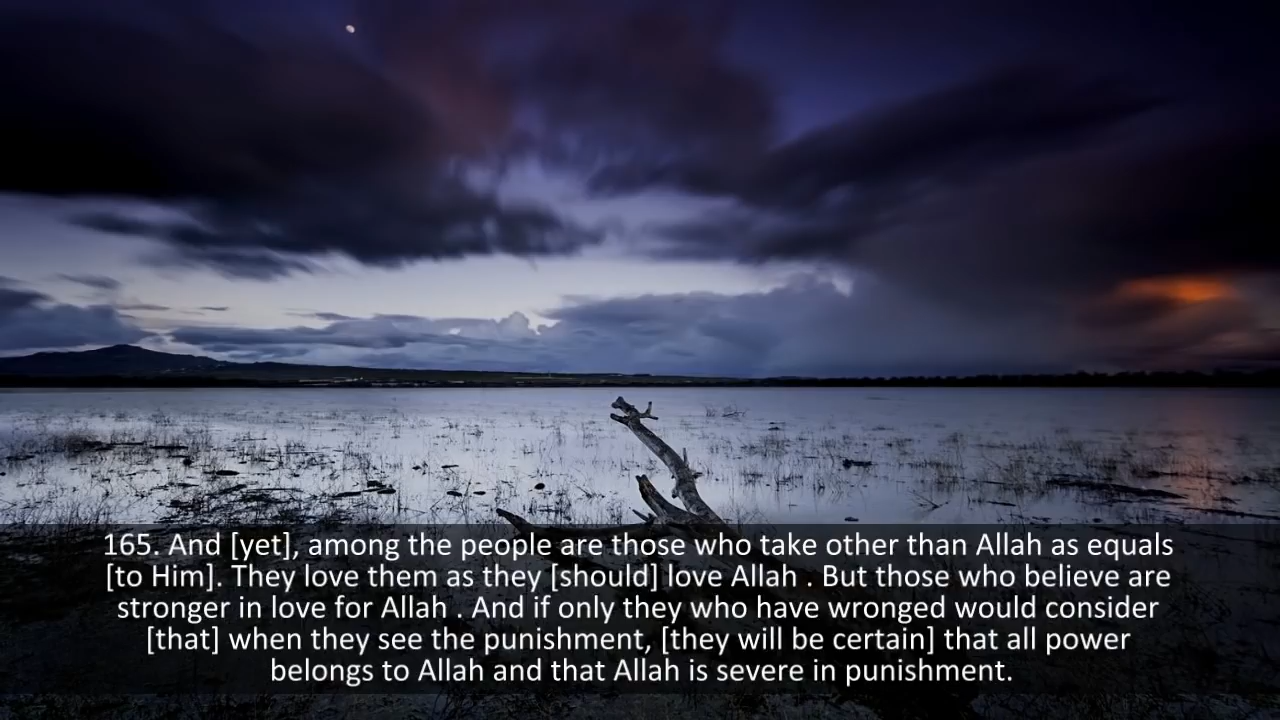 165. And [yet], among the people are those who take other than Allah as equals
[to Him]. They love them as they [should] love Allah . But those who believe are
stronger in love for Allah . And if only they who have wronged would consider
[that] when they see the punishment, [they will be certain] that all power
belongs to Allah and that Allah is severe in punishment.